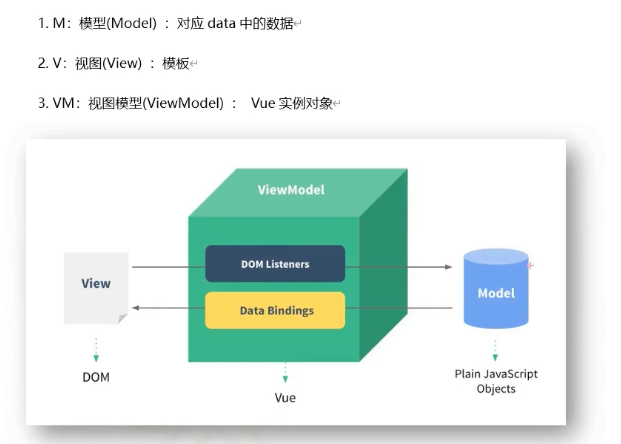 1. M：模型(Model) ：对应 data 中的数据
2. V：视图(View) ：模板
3. VM：视图模型(ViewModel) ： Vue 实例对象
ViewModel
DOM Listeners
View
Data Bindings
Model
DOM
Vue
Plain JavaScript
Objects